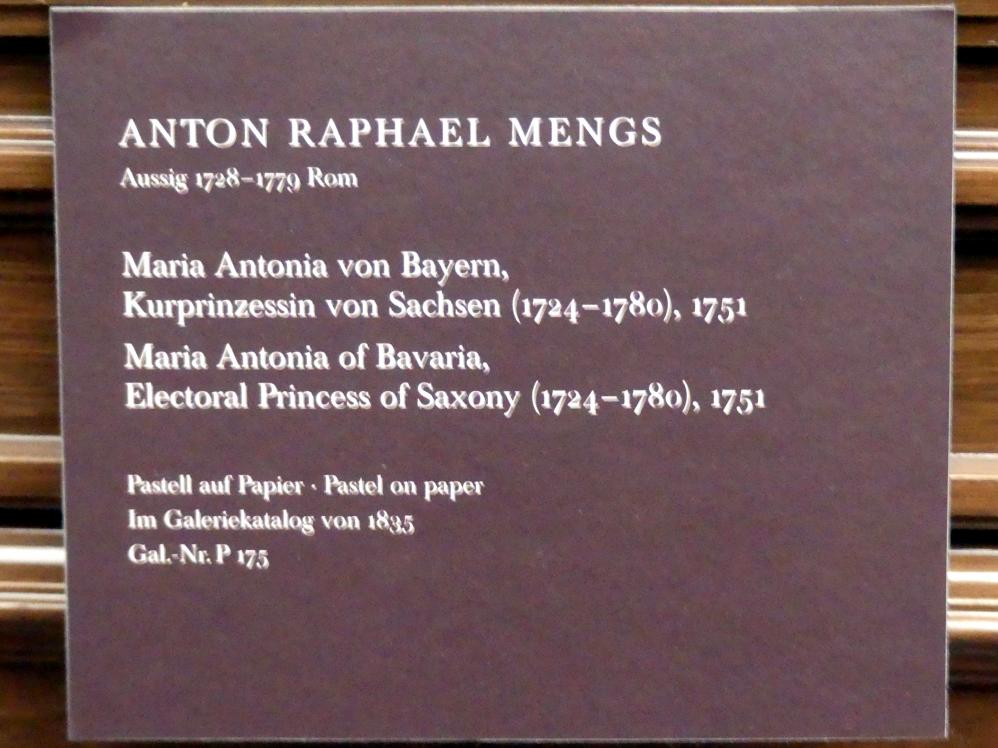 ANTON RAPHAEL MENGS
Aussig 1728–1779 Rom
Maria Antonia von Bayern,
Kurprinzessin von Sachsen (1724–1780), 1751
Maria Antonia of Bavaria,
Electoral Princess of Saxony (1724–1780), 1751
Pastell auf Papier · Pastel on paper
Im Galeriekatalog von 1835
Gal.-Nr. P 175